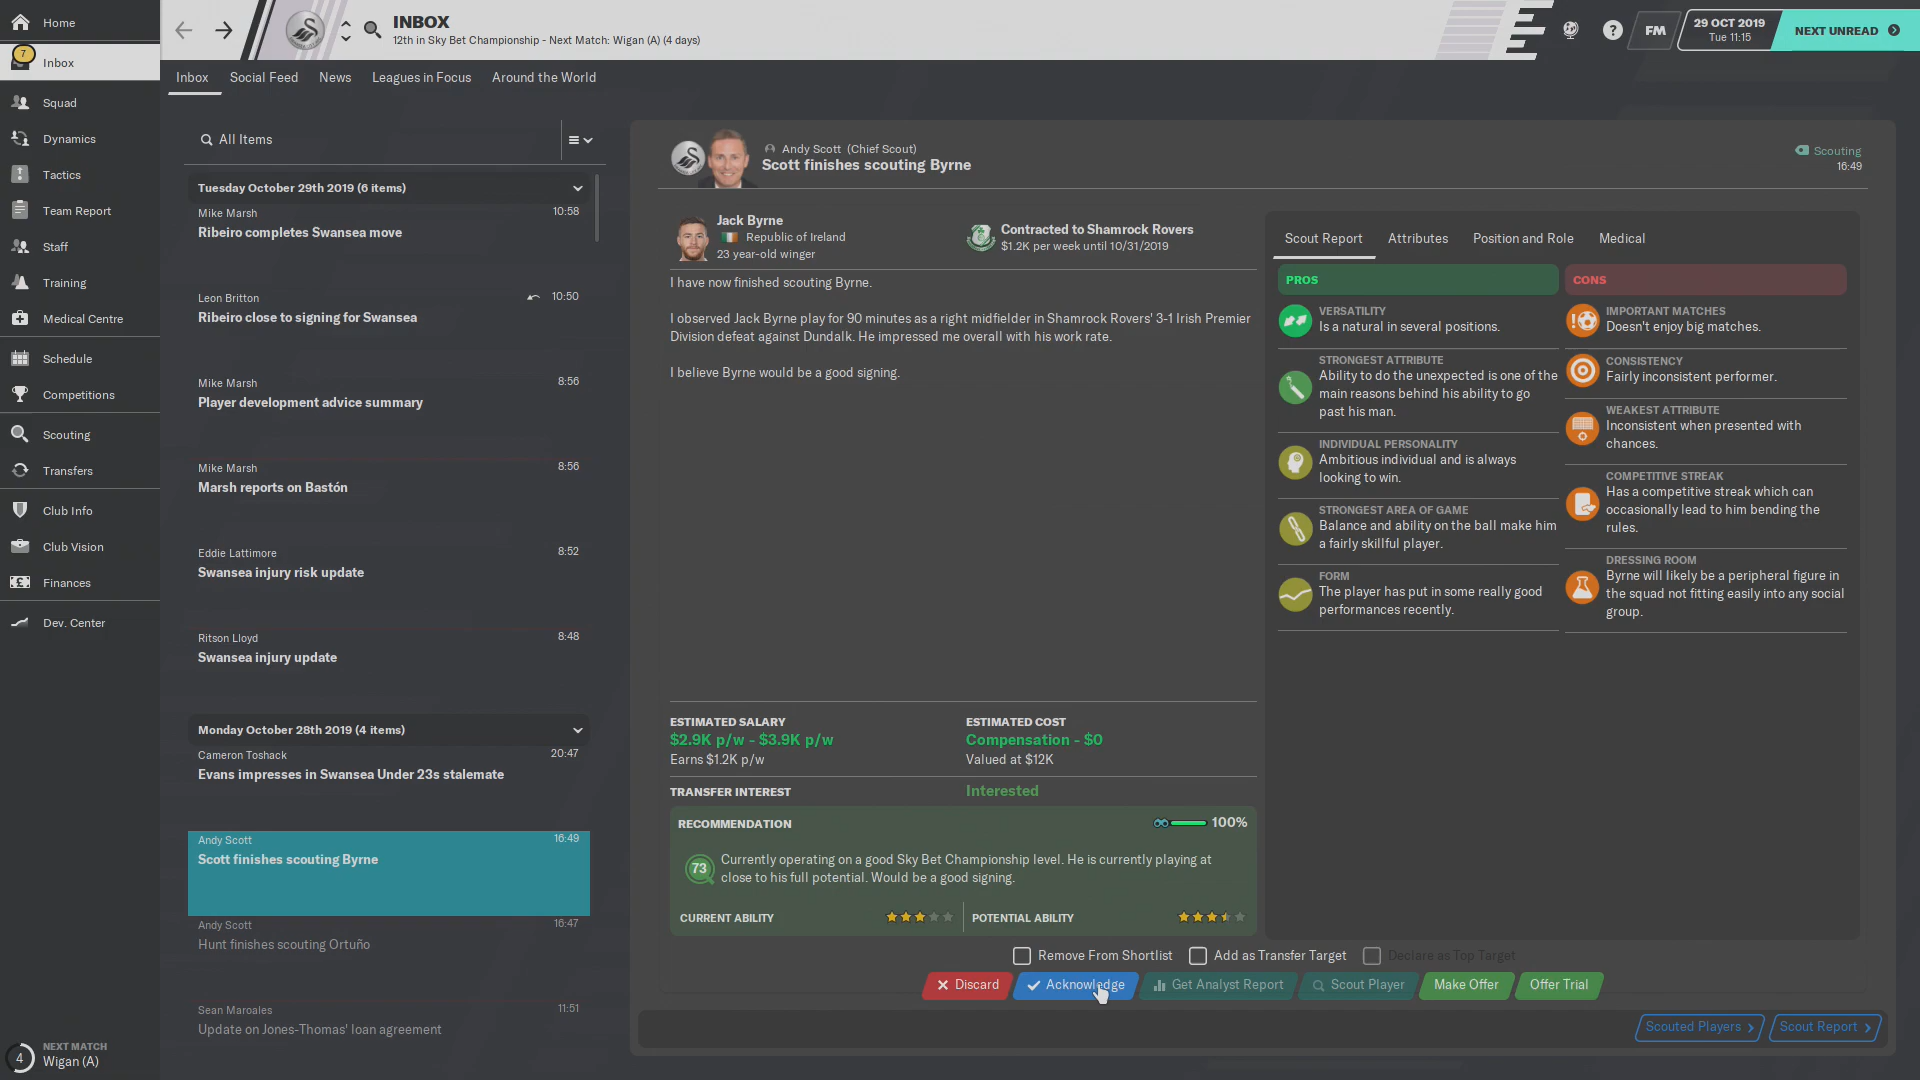 Home
Inbox
7
Squad
Dynamics
Tactics
Team Report
Staff
Training
Medical Centre
Schedule
Competitions
Scouting
Transfers
Club Info
Club Vision
Finances
Dev. Center
4
NEXT MATCH
Wigan (A)
INBOX
12th in Sky Bet Championship - Next Match: Wigan (A) (4 days)
FM
29 OCT 2019
Tue 11:15
NEXT UNREAD
Inbox
Social Feed
News
Leagues in Focus
Around the World
All Items
Tuesday October 29th 2019 (6 items)
Mike Marsh
10:58
Ribeiro completes Swansea move
Leon Britton
10:50
Ribeiro close to signing for Swansea
Mike Marsh
8:56
Player development advice summary
Mike Marsh
8:56
Marsh reports on Bastón
Eddie Lattimore
8:52
Swansea injury risk update
Ritson Lloyd
8:48
Swansea injury update
Monday October 28th 2019 (4 items)
Cameron Toshack
20:47
Evans impresses in Swansea Under 23s stalemate
Andy Scott
16:49
Scott finishes scouting Byrne
Andy Scott
16:47
Hunt finishes scouting Ortuño
Sean Maroales
11:51
Update on Jones-Thomas' loan agreement
Andy Scott (Chief Scout)
Scott finishes scouting Byrne
Scouting
16:49
Jack Byrne
Republic of Ireland
23 year-old winger
Contracted to Shamrock Rovers
$1.2K per week until 10/31/2019
I have now finished scouting Byrne.
I observed Jack Byrne play for 90 minutes as a right midfielder in Shamrock Rovers' 3-1 Irish Premier
Division defeat against Dundalk. He impressed me overall with his work rate.
I believe Byrne would be a good signing.
ESTIMATED SALARY
$2.9K p/w - $3.9K p/w
Earns $1.2K p/w
ESTIMATED COST
Compensation - $0
Valued at $12K
TRANSFER INTEREST
Interested
RECOMMENDATION
100%
73
Currently operating on a good Sky Bet Championship level. He is currently playing at
close to his full potential. Would be a good signing.
CURRENT ABILITY
POTENTIAL ABILITY
Scout Report
Attributes
Position and Role
Medical
PROS
VERSATILITY
Is a natural in several positions.
STRONGEST ATTRIBUTE
Ability to do the unexpected is one of the
main reasons behind his ability to go
past his man.
INDIVIDUAL PERSONALITY
Ambitious individual and is always
looking to win.
STRONGEST AREA OF GAME
Balance and ability on the ball make him
a fairly skillful player.
FORM
The player has put in some really good
performances recently.
CONS
IMPORTANT MATCHES
Doesn't enjoy big matches.
CONSISTENCY
Fairly inconsistent performer.
WEAKEST ATTRIBUTE
Inconsistent when presented with
chances.
COMPETITIVE STREAK
Has a competitive streak which can
occasionally lead to him bending the
rules.
DRESSING ROOM
Byrne will likely be a peripheral figure in
the squad not fitting easily into any social
group.
Remove From Shortlist
Add as Transfer Target
Declare as Top Target
Discard
Acknowledge
Get Analyst Report
Scout Player
Make Offer
Offer Trial
Scouted Players
Scout Report